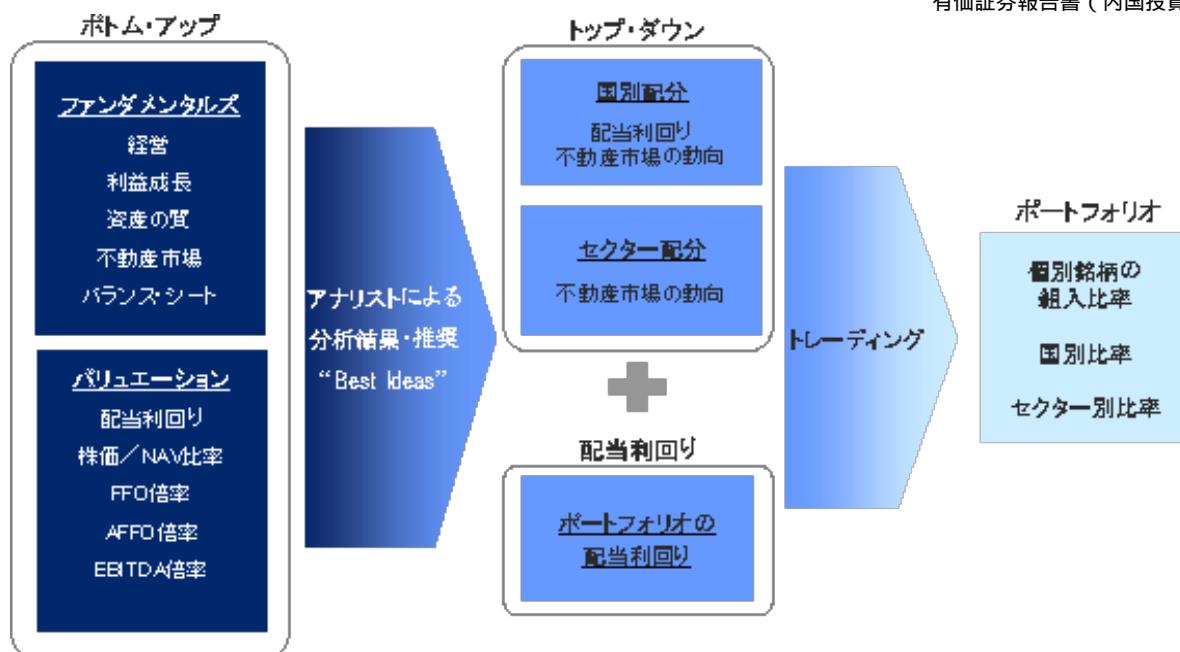 有価証券報告書（内国投資
ボトム・アップ
ファンダメンタルズ
経営
利益成長
資産の質
不動産市場
バランス・シート
バリュエーション
配当利回り
株価／NAV比率
FFO倍率
AFFO倍率
EBITDA倍率
アナリストによる
分析結果・推奨
“Best Ideas”
トップ・ダウン
国別配分
配当利回り
不動産市場の動向
セクター配分
不動産市場の動向
配当利回り
ポートフォリオの
配当利回り
トレーディング
ポートフォリオ
個別銘柄の
組入比率
国別比率
セクター別比率